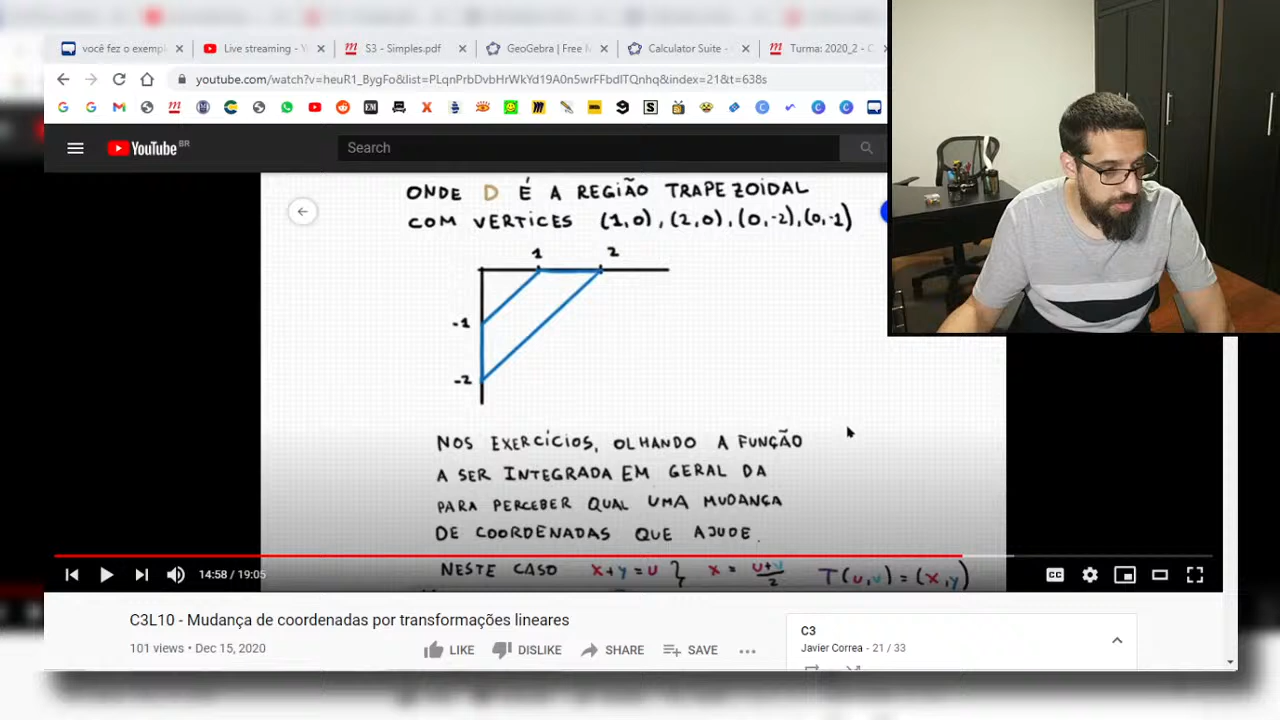 você fez o exempl
Live streaming - Y
S3 - Simples.pdf
GeoGebra | Free M
Calculator Suite -
Turma: 2020_2 - C
youtube.com/watch?v=heuR1_BygFo&list=PLqnPrbDvbHrWkYd19A0n5wrFFbdlTQnhq&index=21&t=638s
YouTube BR
Search
ONDE D É A REGIÃO TRAPEZOIDAL
COM VERTICES (1,0), (2,0), (0,-2), (0,-1)
1 2
-1
-2
NOS EXERCÍCIOS, OLHANDO A FUNÇÃO
A SER INTEGRADA EM GERAL DA
PARA PERCEBER QUAL UMA MUDANÇA
DE COORDENADAS QUE AJUDE.
NESTE CASO x+y=u } x = u+v/2 T(u,v) = (x,y)
14:58 / 19:05
C3L10 - Mudança de coordenadas por transformações lineares
101 views • Dec 15, 2020
LIKE DISLIKE SHARE SAVE
C3
Javier Correa - 21 / 33